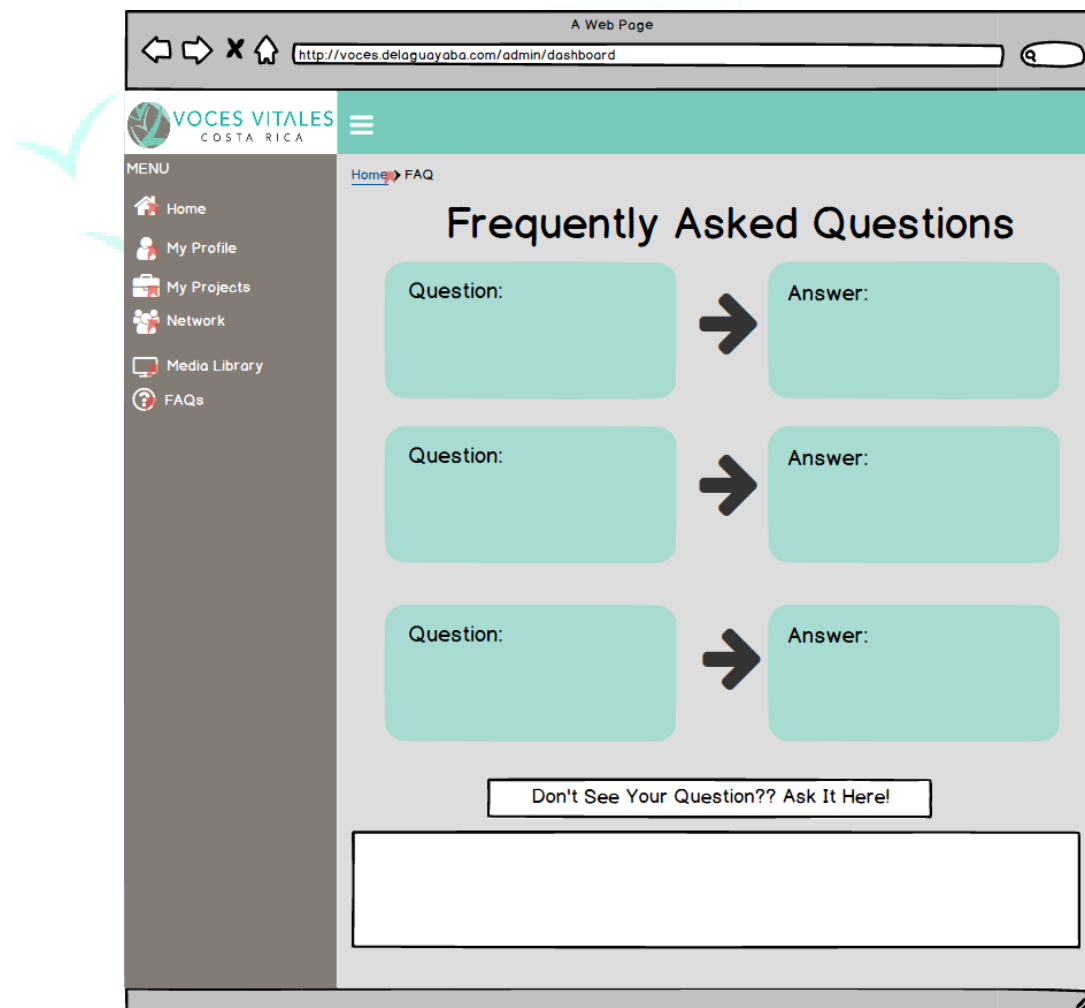 A Web Page
http://voces.delaguayaba.com/admin/dashboard
VOCES VITALES
COSTA RICA
MENU
Home
My Profile
My Projects
Network
Media Library
FAQs
Home FAQ
Frequently Asked Questions
Question: Answer:
Question: Answer:
Question: Answer:
Don't See Your Question?? Ask It Here!